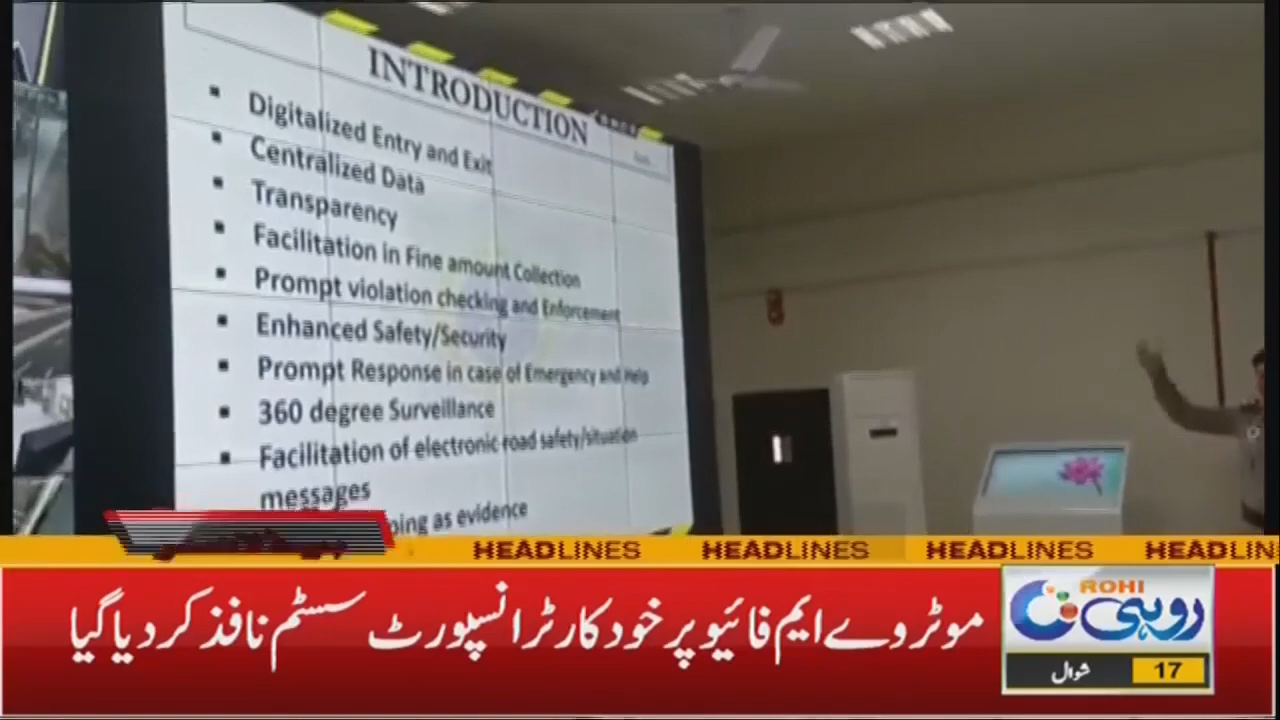 INTRODUCTION
▪ Digitalized Entry and Exit
▪ Centralized Data
▪ Transparency
▪ Facilitation in Fine amount Collection
▪ Prompt violation checking and Enforcement
▪ Enhanced Safety/Security
▪ Prompt Response in case of Emergency and Help
▪ 360 degree Surveillance
▪ Facilitation of electronic road safety/situation
messages
as evidence
HEADLINES HEADLINES HEADLINES HEADLIN
موٹروے ایم فائیو پر خودکار ٹرانسپورٹ سسٹم نافذ کر دیا گیا
ROHI
روہی
17 شوال